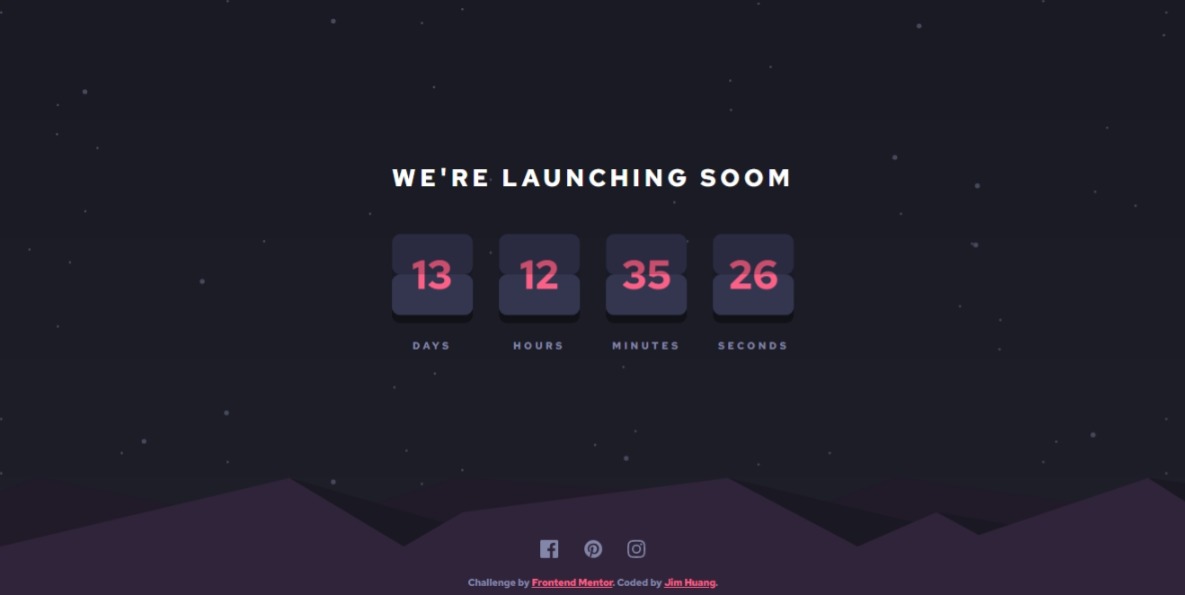 WE'RE LAUNCHING SOOM
13 12 35 26
DAYS HOURS MINUTES SECONDS
Challenge by Frontend Mentor. Coded by Jim Huang.